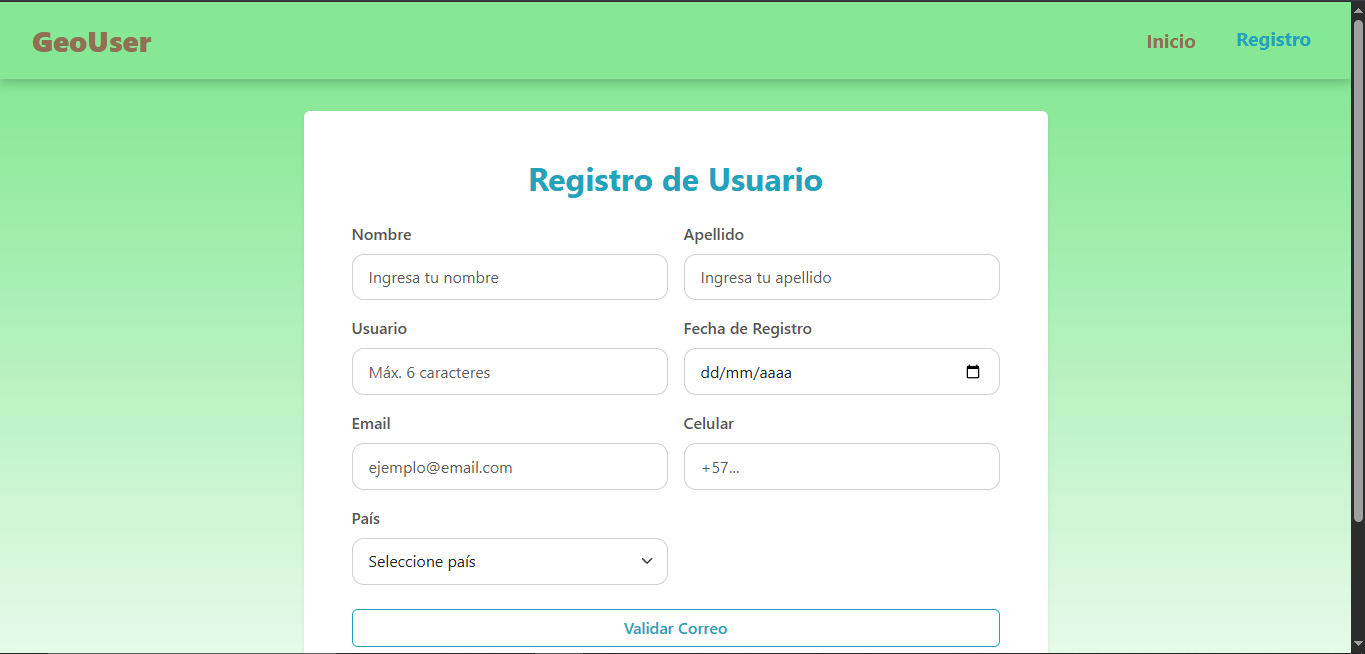 GeoUser
Inicio
Registro
Registro de Usuario
Nombre
Apellido
Ingresa tu nombre
Ingresa tu apellido
Usuario
Fecha de Registro
Máx. 6 caracteres
dd/mm/aaaa
Email
Celular
ejemplo@email.com
+57...
País
Seleccione país
Validar Correo